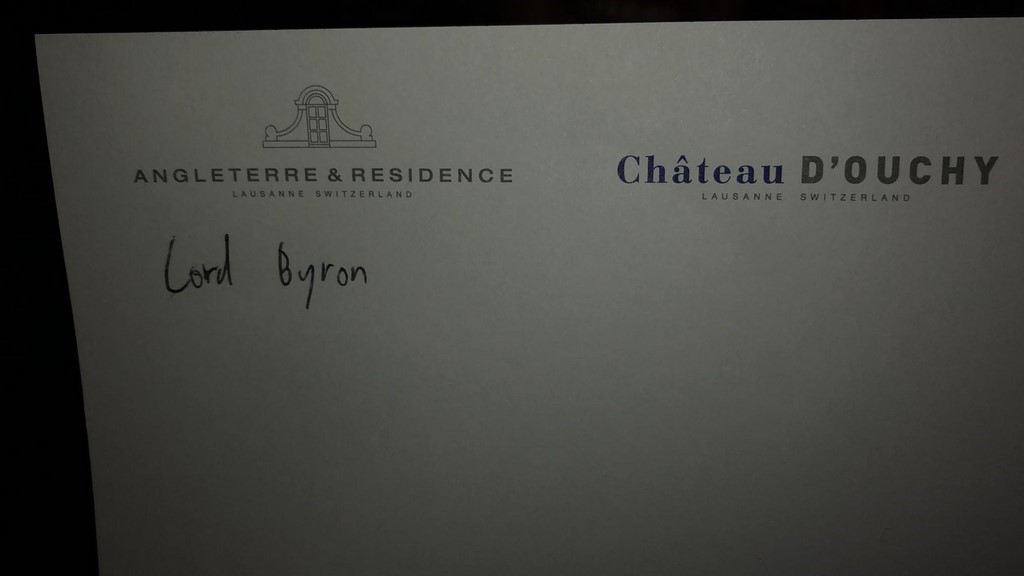 ANGLETERRE & RESIDENCE
LAUSANNE SWITZERLAND
Château D'OUCHY
LAUSANNE SWITZERLAND
Lord Byron